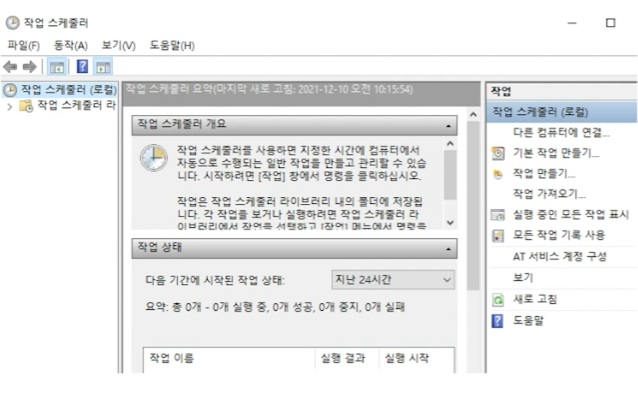 작업 스케줄러
파일(F) 동작(A) 보기(V) 도움말(H)
작업 스케줄러 (로컬)
작업 스케줄러 라
작업 스케줄러 요약(마지막 새로 고침: 2021-12-10 오전 10:15:54)
작업 스케줄러 개요
작업 스케줄러를 사용하면 지정한 시간에 컴퓨터에서
자동으로 수행되는 일반 작업을 만들고 관리할 수 있습
니다. 시작하려면 [작업] 창에서 명령을 클릭하십시오.
작업은 작업 스케줄러 라이브러리 내의 폴더에 저장됩
니다. 각 작업을 보거나 실행하려면 작업 스케줄러 라
이브러리에서 작업을 선택하고 [작업] 메뉴에서 명령을
작업 상태
다음 기간에 시작된 작업 상태: 지난 24시간
요약: 총 0개 - 0개 실행 중, 0개 성공, 0개 중지, 0개 실패
작업 이름 실행 결과 실행 시작
작업
작업 스케줄러 (로컬)
다른 컴퓨터에 연결...
기본 작업 만들기...
작업 만들기...
작업 가져오기...
실행 중인 모든 작업 표시
모든 작업 기록 사용
AT 서비스 계정 구성
보기
새로 고침
도움말